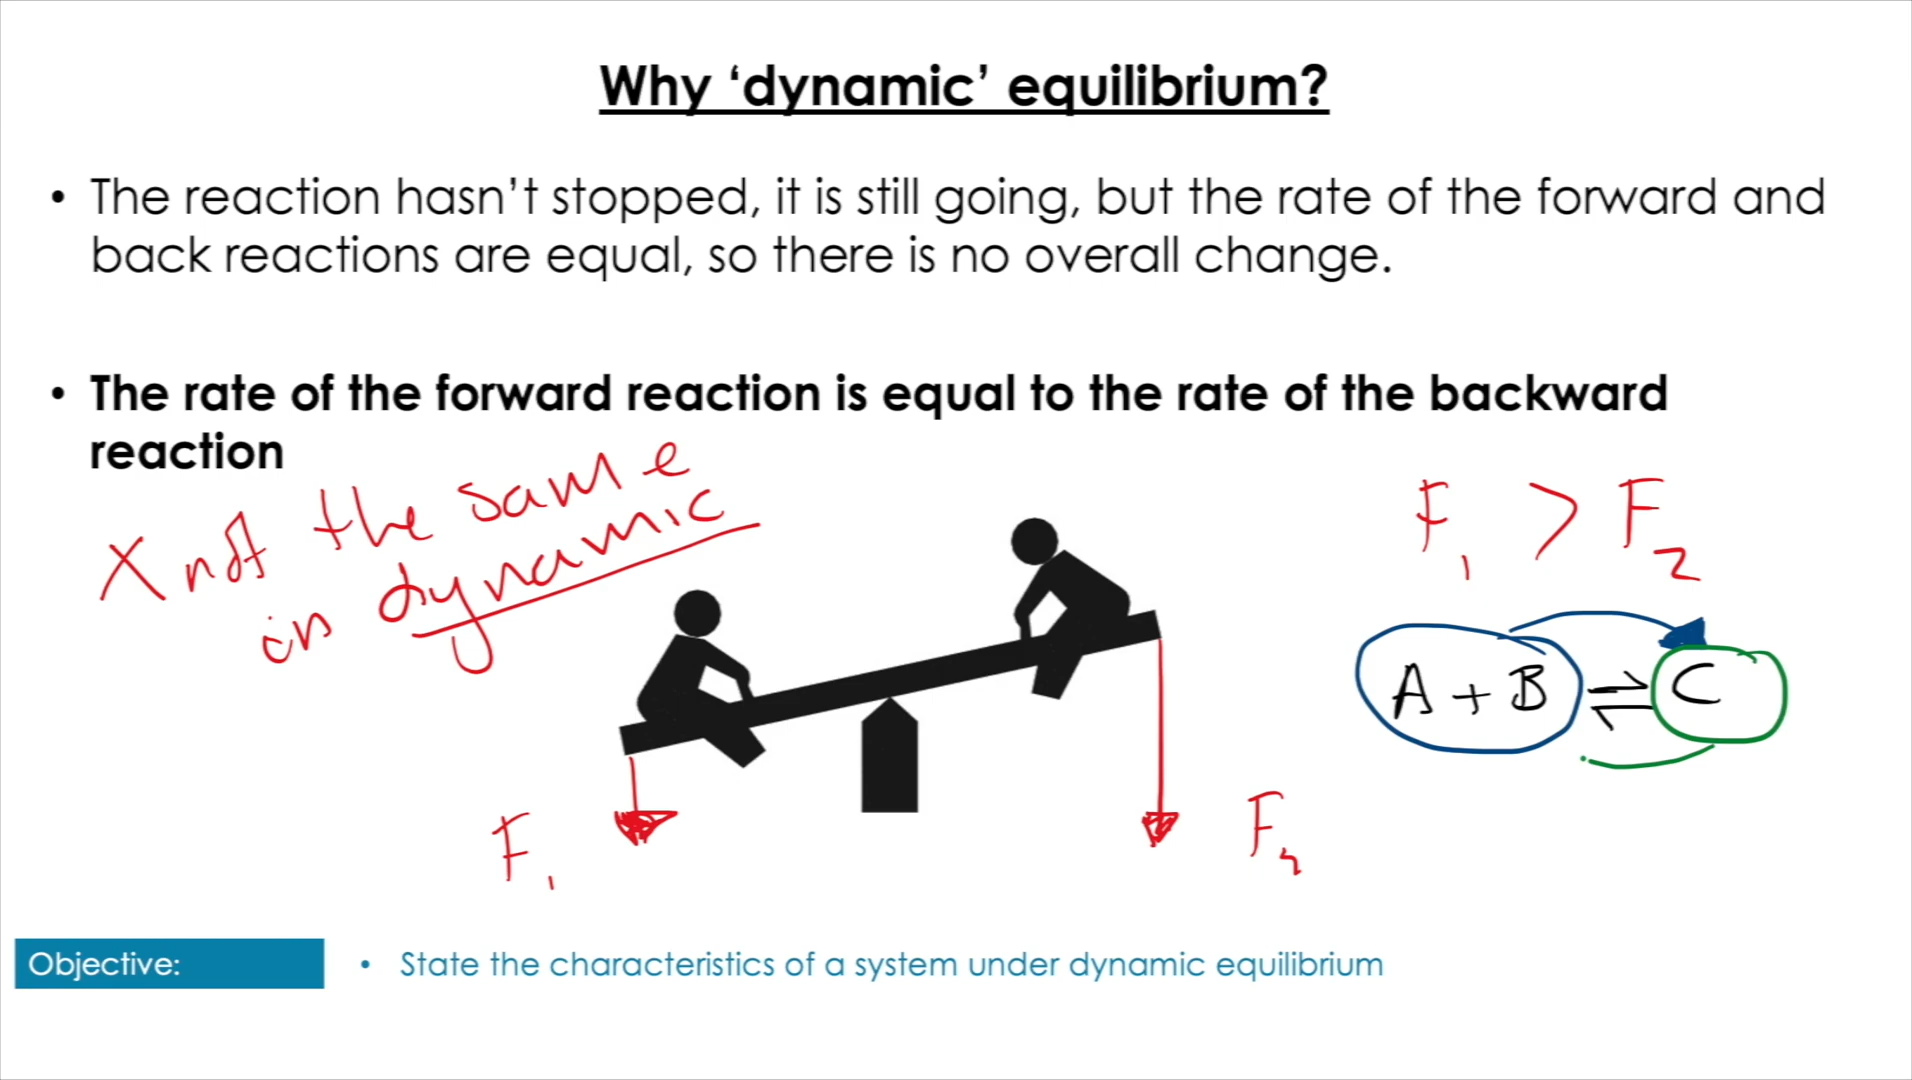 Why ‘dynamic’ equilibrium?
• The reaction hasn’t stopped, it is still going, but the rate of the forward and
back reactions are equal, so there is no overall change.
• The rate of the forward reaction is equal to the rate of the backward
reaction
X not the same
in dynamic
F₁ > F₂
A + B ⇌ C
F₁
F₂
Objective:
• State the characteristics of a system under dynamic equilibrium